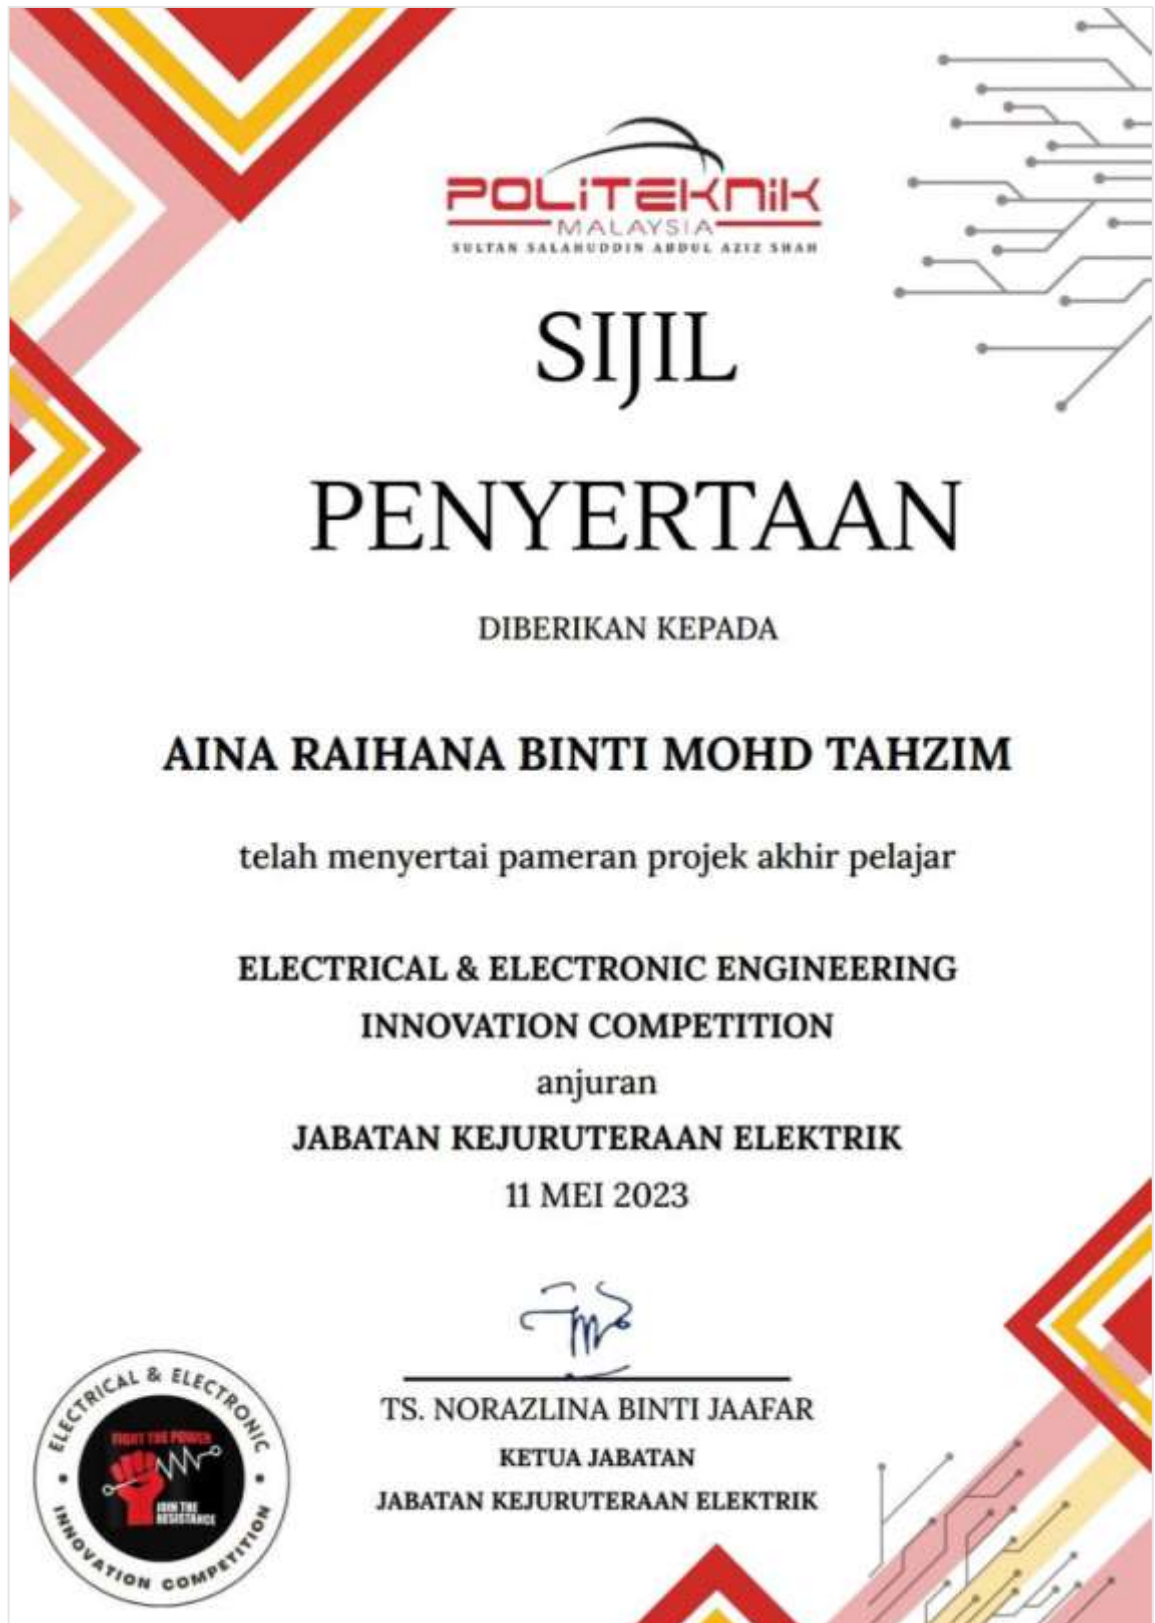 POLiTEKNiK
MALAYSIA
SULTAN SALAHUDDIN ABDUL AZIZ SHAH
SIJIL
PENYERTAAN
DIBERIKAN KEPADA
AINA RAIHANA BINTI MOHD TAHZIM
telah menyertai pameran projek akhir pelajar
ELECTRICAL & ELECTRONIC ENGINEERING
INNOVATION COMPETITION
anjuran
JABATAN KEJURUTERAAN ELEKTRIK
11 MEI 2023
TS. NORAZLINA BINTI JAAFAR
KETUA JABATAN
JABATAN KEJURUTERAAN ELEKTRIK
ELECTRICAL & ELECTRONIC
FIGHT THE POWER
JOIN THE
RESISTANCE
INNOVATION COMPETITION